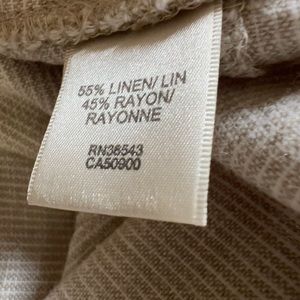 55% LINEN/ LIN
45% RAYON/
RAYONNE
RN36543
CA50900